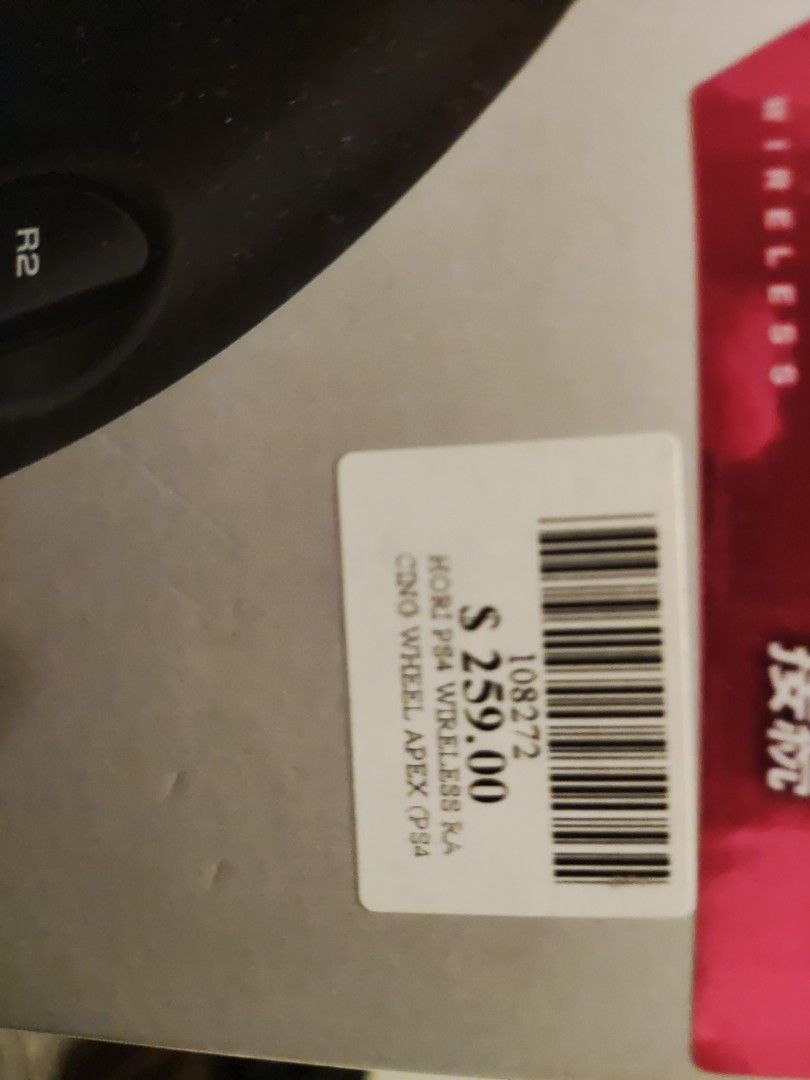 WIRELESS
R2
108272
$ 259.00
HORI PS4 WIRELESS RA
CING WHEEL APEX (PS4